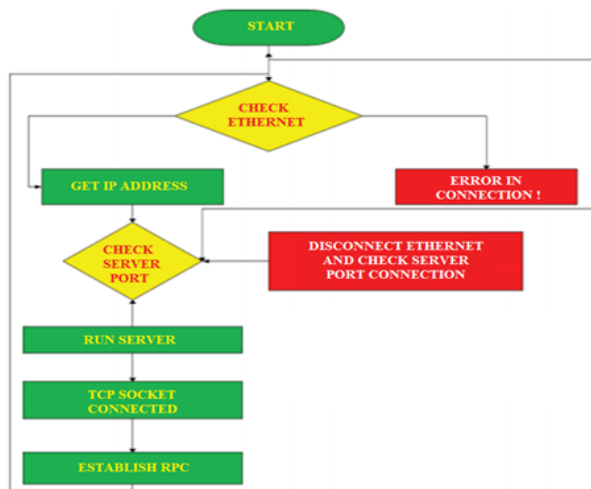 START
CHECK
ETHERNET
GET IP ADDRESS
ERROR IN
CONNECTION !
CHECK
SERVER
PORT
DISCONNECT ETHERNET
AND CHECK SERVER
PORT CONNECTION
RUN SERVER
TCP SOCKET
CONNECTED
ESTABLISH RPC